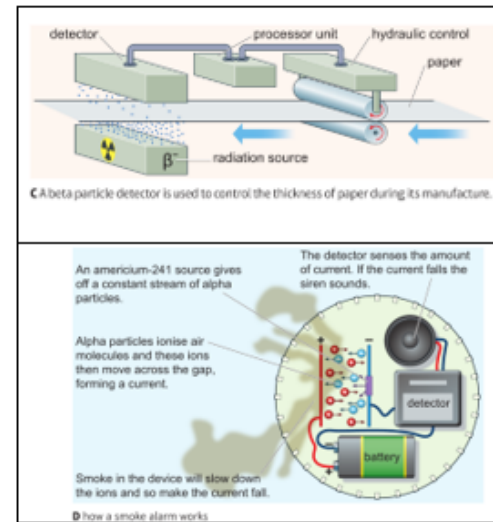 detector
processor unit
hydraulic control
paper
β⁻
radiation source
C A beta particle detector is used to control the thickness of paper during its manufacture.
An americium-241 source gives
off a constant stream of alpha
particles.
The detector senses the amount
of current. If the current falls the
siren sounds.
Alpha particles ionise air
molecules and these ions
then move across the gap,
forming a current.
+
−
detector
battery
+
Smoke in the device will slow down
the ions and so make the current fall.
D how a smoke alarm works